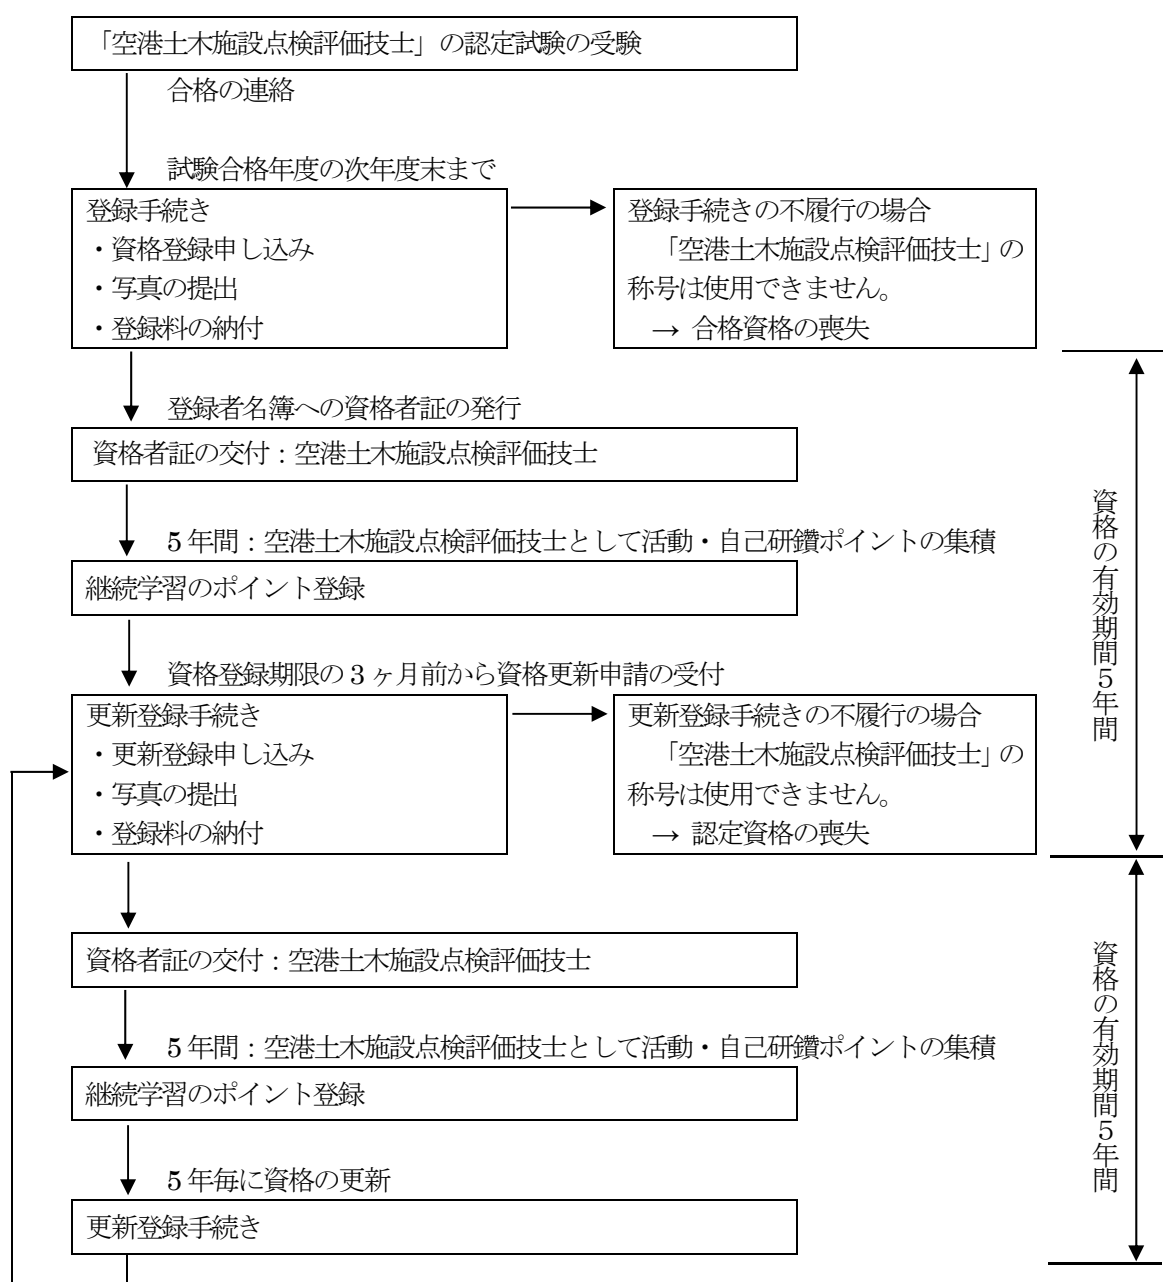 「空港土木施設点検評価技士」の認定試験の受験
合格の連絡
試験合格年度の次年度末まで
登録手続き
・資格登録申し込み
・写真の提出
・登録料の納付
登録手続きの不履行の場合
「空港土木施設点検評価技士」の
称号は使用できません。
→ 合格資格の喪失
登録者名簿への資格者証の発行
資格者証の交付：空港土木施設点検評価技士
5 年間：空港土木施設点検評価技士として活動・自己研鑽ポイントの集積
継続学習のポイント登録
資格登録期限の 3 ヶ月前から資格更新申請の受付
更新登録手続き
・更新登録申し込み
・写真の提出
・登録料の納付
更新登録手続きの不履行の場合
「空港土木施設点検評価技士」の
称号は使用できません。
→ 認定資格の喪失
資格の有効期間５年間
資格者証の交付：空港土木施設点検評価技士
5 年間：空港土木施設点検評価技士として活動・自己研鑽ポイントの集積
継続学習のポイント登録
5 年毎に資格の更新
更新登録手続き
資格の有効期間５年間